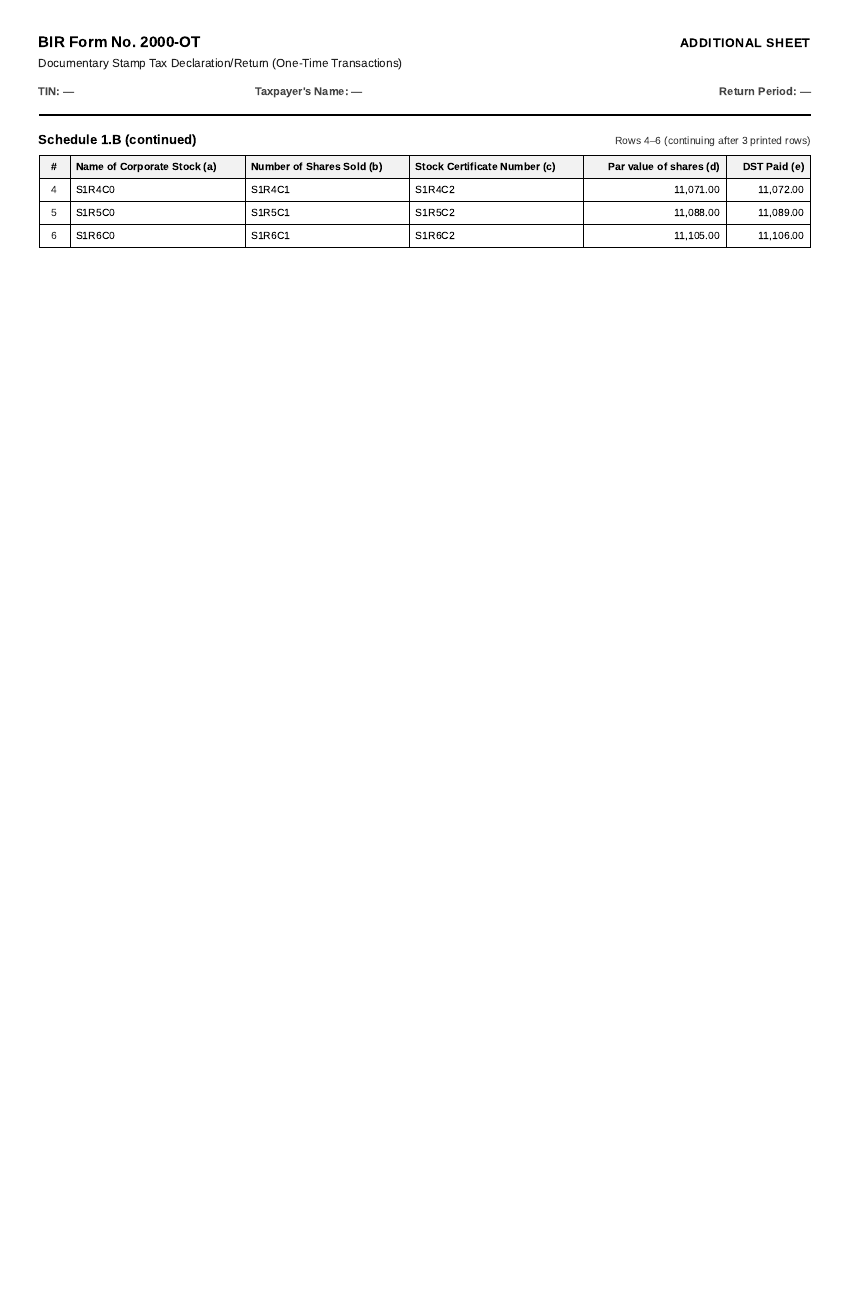 BIR Form No. 2000-OT ADDITIONAL SHEET
Documentary Stamp Tax Declaration/Return (One-Time Transactions)
TIN: — Taxpayer's Name: — Return Period: —
Schedule 1.B (continued) Rows 4–6 (continuing after 3 printed rows)
# Name of Corporate Stock (a) Number of Shares Sold (b) Stock Certificate Number (c) Par value of shares (d) DST Paid (e)
4 S1R4C0 S1R4C1 S1R4C2 11,071.00 11,072.00
5 S1R5C0 S1R5C1 S1R5C2 11,088.00 11,089.00
6 S1R6C0 S1R6C1 S1R6C2 11,105.00 11,106.00